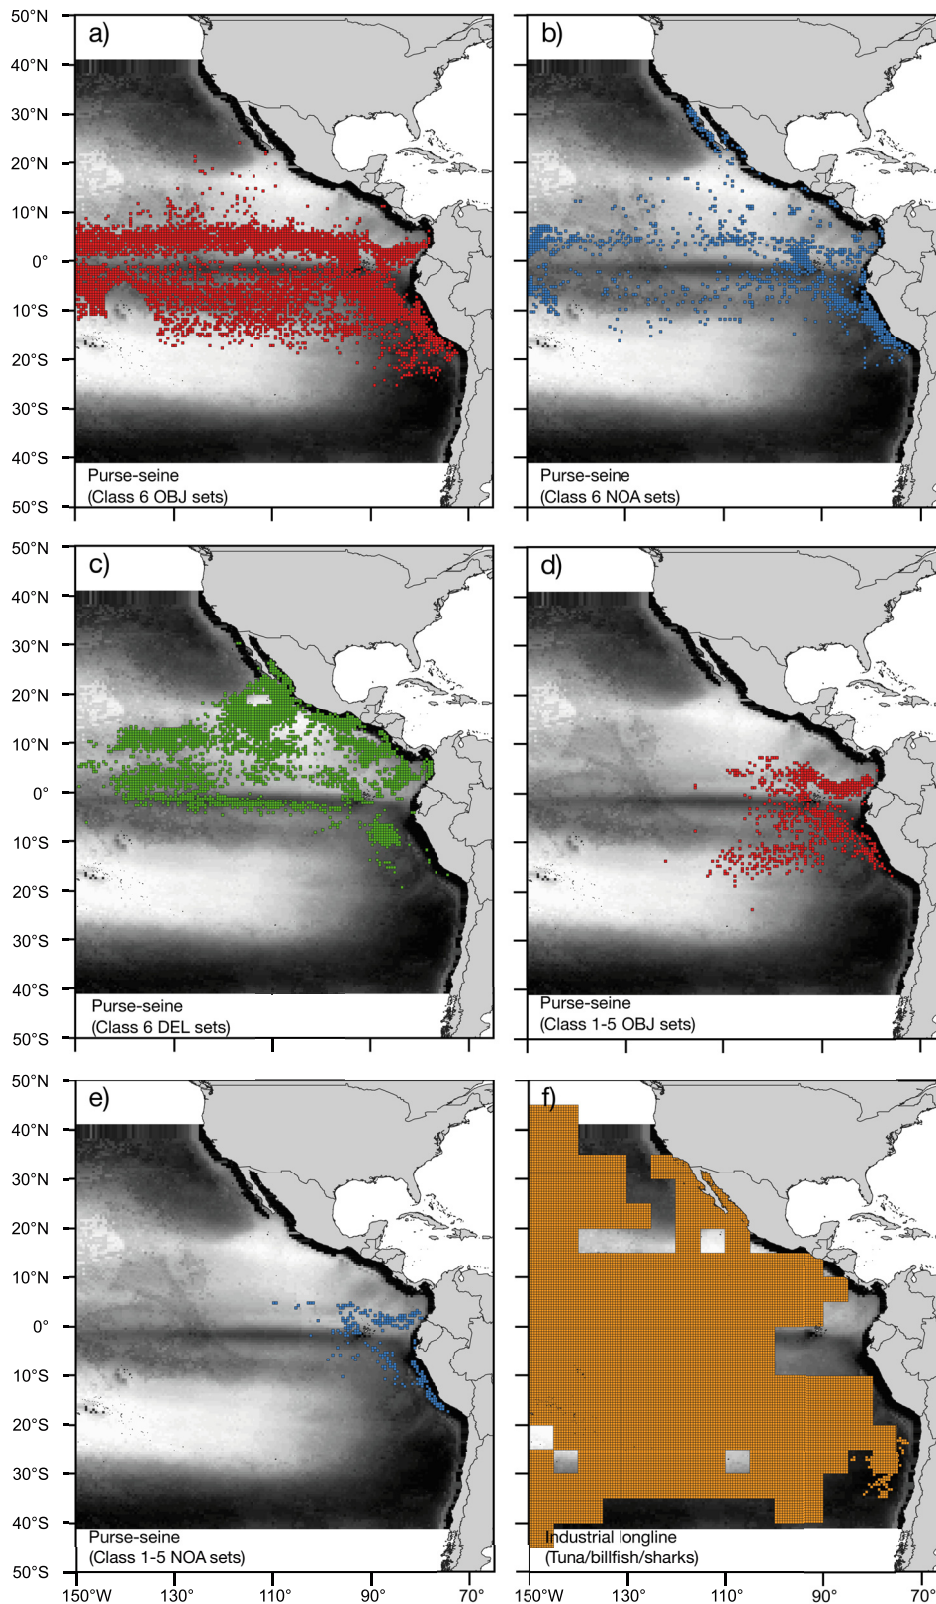 a)
b)
50°N
40°N
30°N
20°N
10°N
0°
10°S
20°S
30°S
40°S
50°S
Purse-seine
(Class 6 OBJ sets)
Purse-seine
(Class 6 NOA sets)
c)
d)
50°N
40°N
30°N
20°N
10°N
0°
10°S
20°S
30°S
40°S
50°S
Purse-seine
(Class 6 DEL sets)
Purse-seine
(Class 1-5 OBJ sets)
e)
f)
50°N
40°N
30°N
20°N
10°N
0°
10°S
20°S
30°S
40°S
50°S
Purse-seine
(Class 1-5 NOA sets)
Industrial longline
(Tuna/billfish/sharks)
150°W 130° 110° 90° 70°
150°W 130° 110° 90° 70°